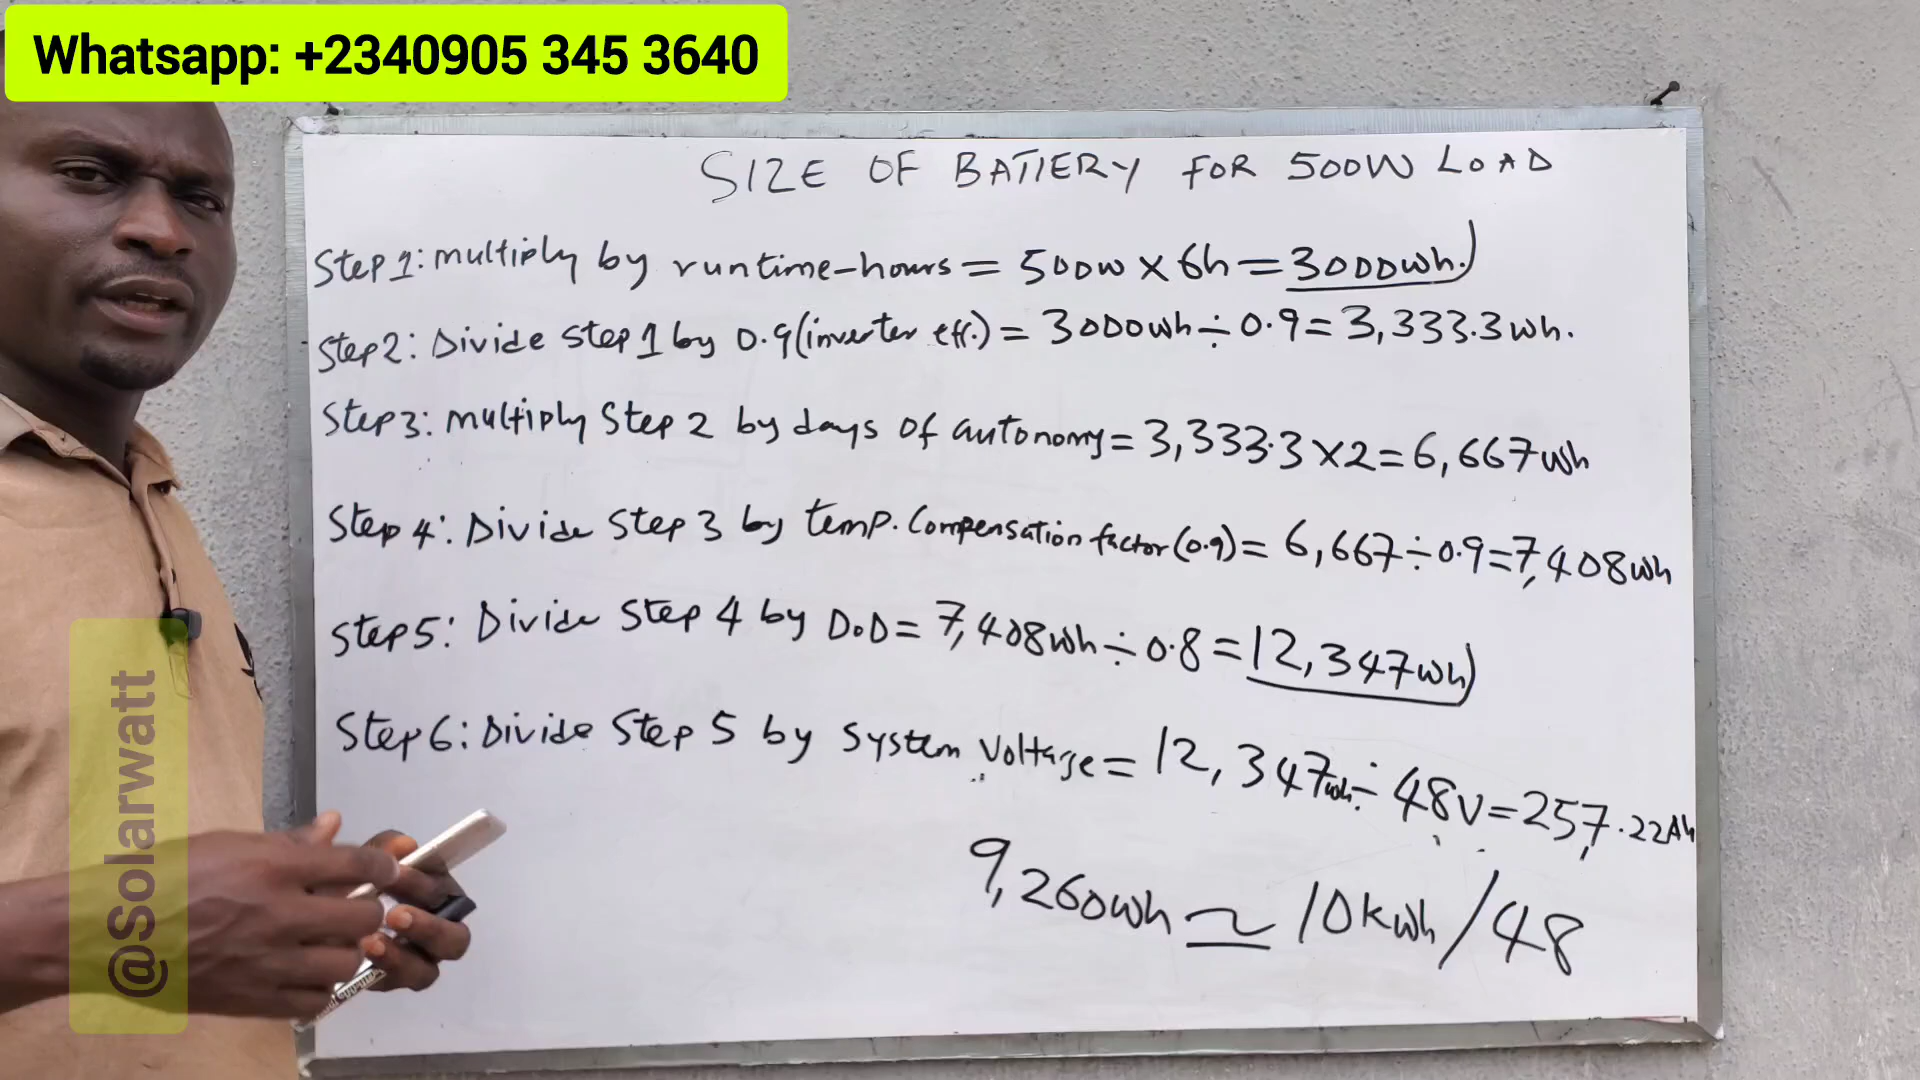 Whatsapp: +2340905 345 3640
SIZE OF BATTERY FOR 500W LOAD
Step 1: multiply by runtime-hours = 500w x 6h = 3000wh.
Step 2: Divide Step 1 by 0.9 (inverter eff.) = 3000wh ÷ 0.9 = 3,333.3wh.
Step 3: multiply Step 2 by days of autonomy = 3,333.3 x 2 = 6,667wh
Step 4: Divide Step 3 by temp. Compensation factor (0.9) = 6,667 ÷ 0.9 = 7,408wh
Step 5: Divide Step 4 by D.O.D = 7,408wh ÷ 0.8 = 12,347wh
Step 6: Divide Step 5 by System Voltage = 12,347wh ÷ 48V = 257.22Ah
9,260wh ≃ 10kwh/48
@Solarwatt